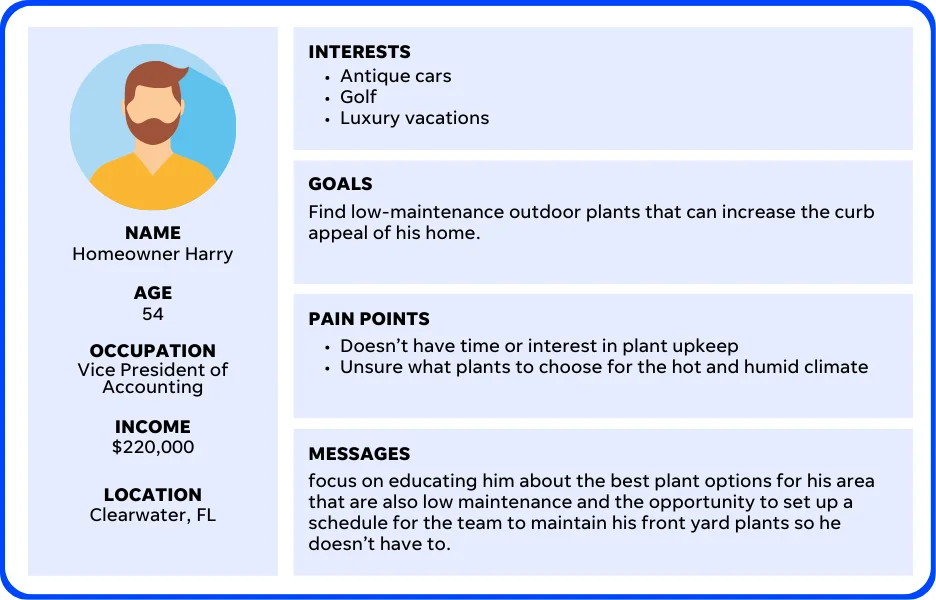 NAME
Homeowner Harry
AGE
54
OCCUPATION
Vice President of
Accounting
INCOME
$220,000
LOCATION
Clearwater, FL
INTERESTS
• Antique cars
• Golf
• Luxury vacations
GOALS
Find low-maintenance outdoor plants that can increase the curb
appeal of his home.
PAIN POINTS
• Doesn’t have time or interest in plant upkeep
• Unsure what plants to choose for the hot and humid climate
MESSAGES
focus on educating him about the best plant options for his area
that are also low maintenance and the opportunity to set up a
schedule for the team to maintain his front yard plants so he
doesn’t have to.